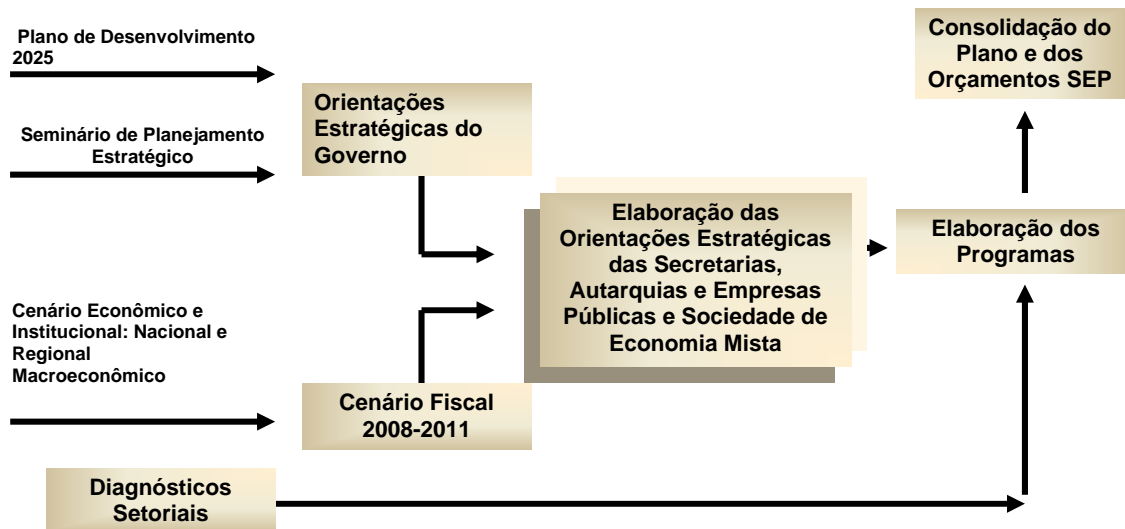 Plano de Desenvolvimento
2025
Seminário de Planejamento
Estratégico
Cenário Econômico e
Institucional: Nacional e
Regional
Macroeconômico
Orientações
Estratégicas do
Governo
Cenário Fiscal
2008-2011
Diagnósticos
Setoriais
Elaboração das
Orientações Estratégicas
das Secretarias,
Autarquias e Empresas
Públicas e Sociedade de
Economia Mista
Elaboração dos
Programas
Consolidação do
Plano e dos
Orçamentos SEP